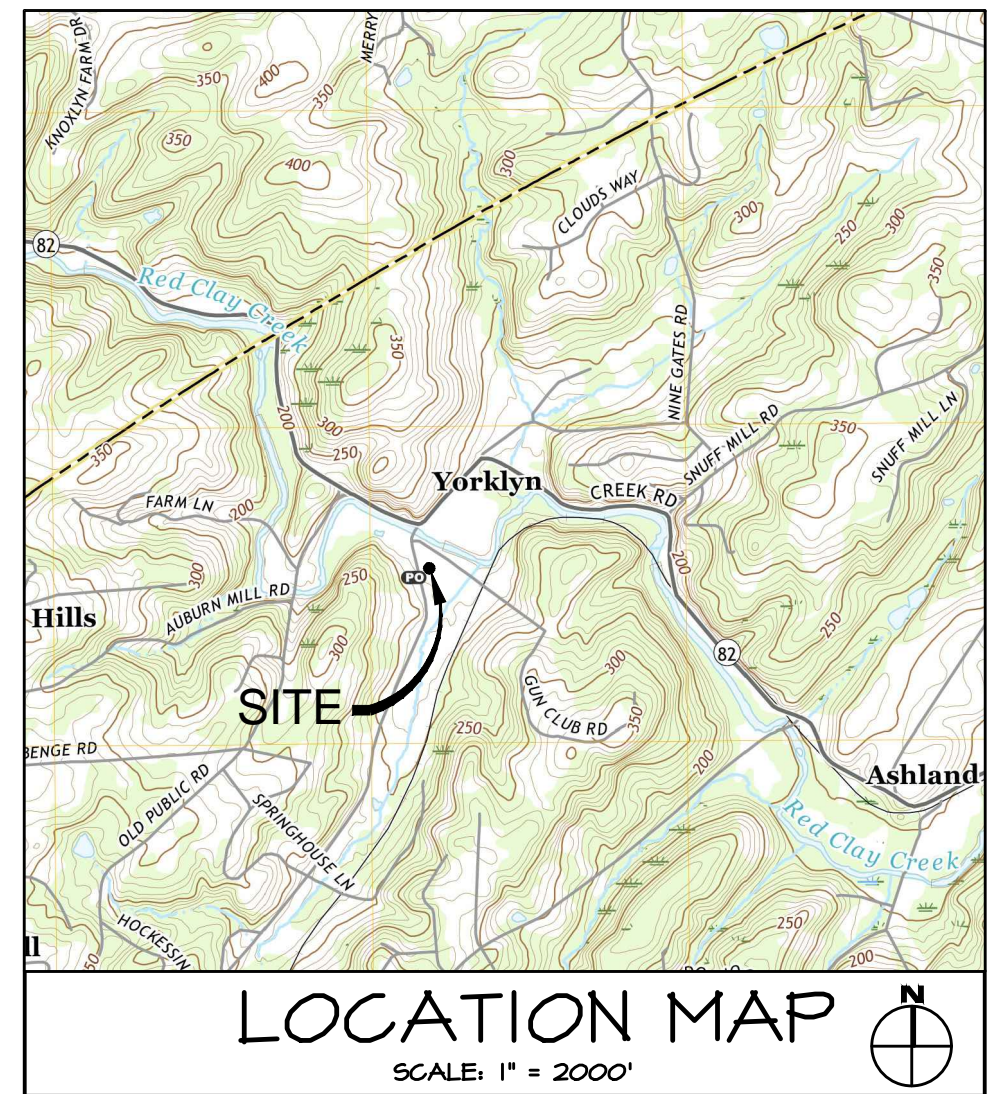 KNOXLYN FARM DR
350
400
350
MERRY
350
400
300
CLOUDS WAY
300
250
300
350
82
Red Clay Creek
350
NINE GATES RD
200
300
250
350
FARM LN
200
Yorklyn
CREEK RD
SNUFF MILL RD
350
SNUFF MILL LN
300
250
PO
200
AUBURN MILL RD
Hills
300
SITE
82
250
300
GUN CLUB RD
350
250
200
BENGE RD
OLD PUBLIC RD
SPRINGHOUSE LN
Ashland
Red Clay Creek
HOCKESSIN
ll
50
250
200
LOCATION MAP
SCALE: 1" = 2000'
N